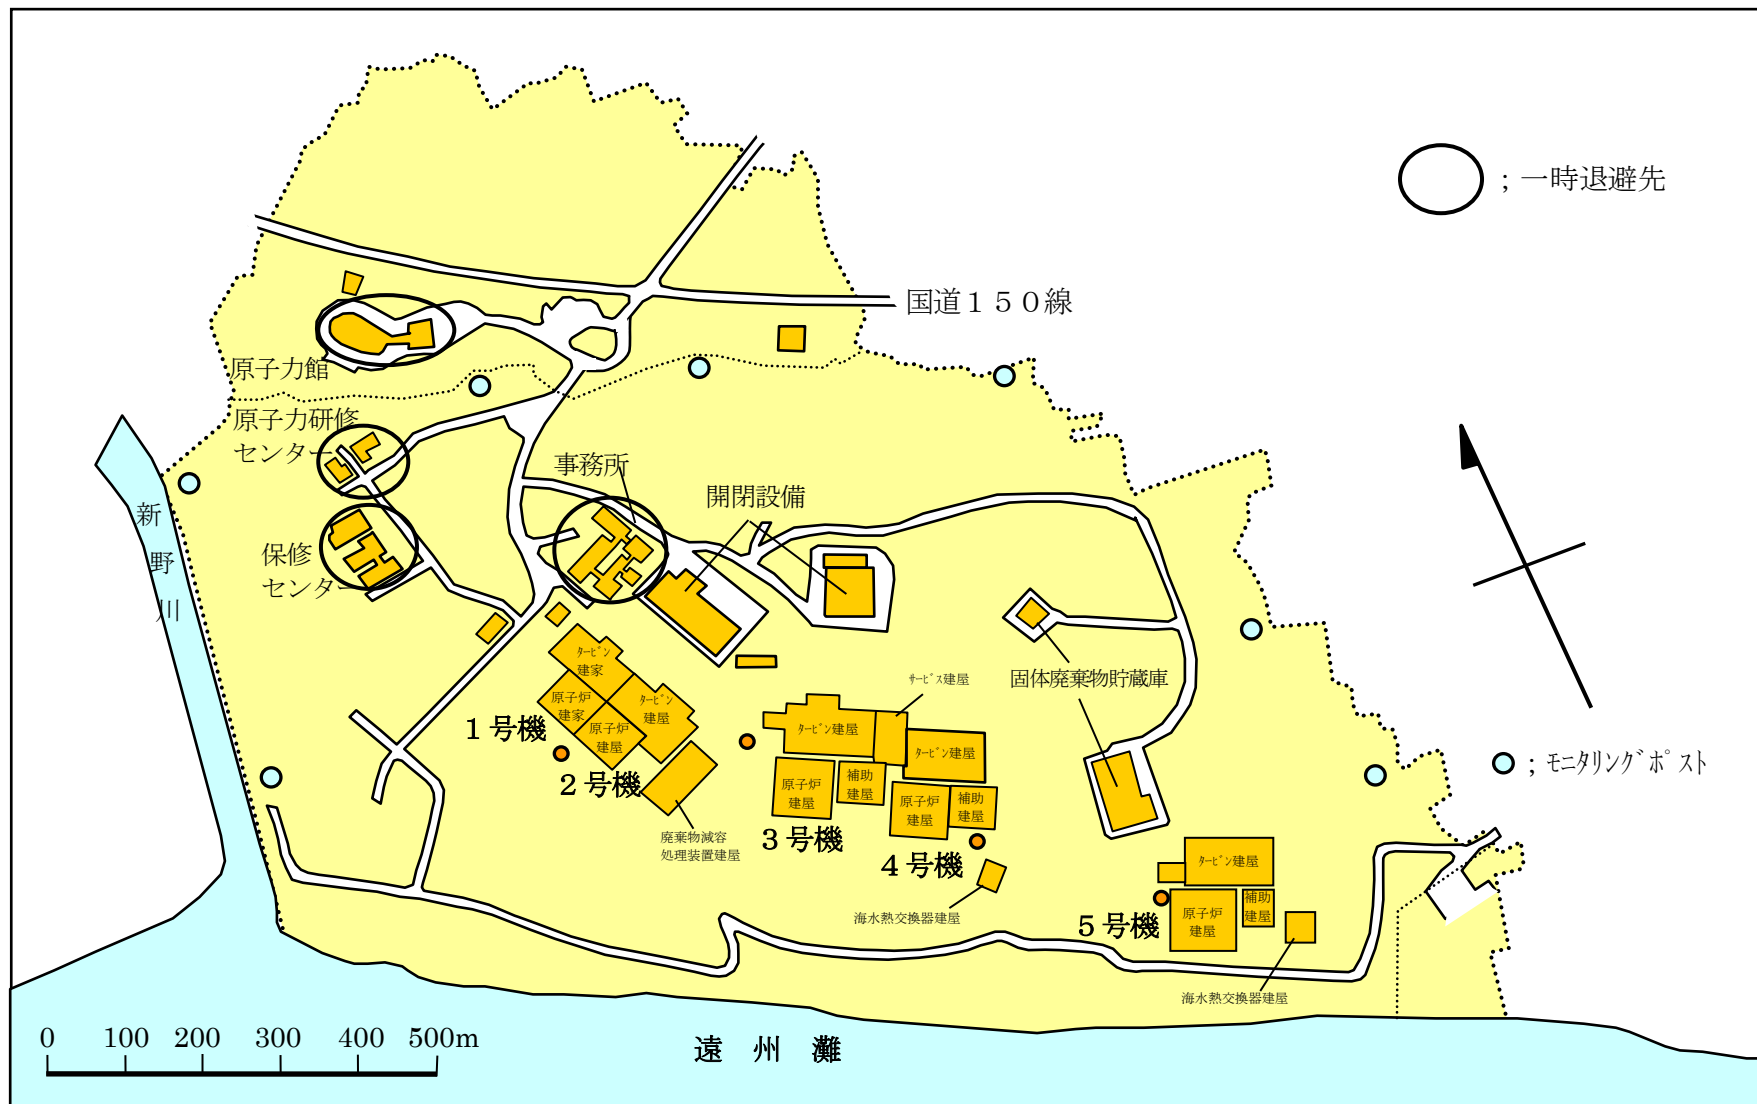 ；一時退避先
国道１５０線
原子力館
原子力研修
センター
事務所
開閉設備
新
野
川
保修
センター
ﾀｰﾋﾞﾝ
建家
原子炉
建家
ﾀｰﾋﾞﾝ
建屋
原子炉
建屋
１号機
２号機
廃棄物減容
処理装置建屋
ｻｰﾋﾞｽ建屋
ﾀｰﾋﾞﾝ建屋
ﾀｰﾋﾞﾝ建屋
原子炉
建屋
補助
建屋
原子炉
建屋
補助
建屋
３号機
４号機
海水熱交換器建屋
固体廃棄物貯蔵庫
；ﾓﾆﾀﾘﾝｸﾞﾎﾟｽﾄ
ﾀｰﾋﾞﾝ建屋
原子炉
建屋
補助
建屋
５号機
海水熱交換器建屋
0 100 200 300 400 500m
遠 州 灘